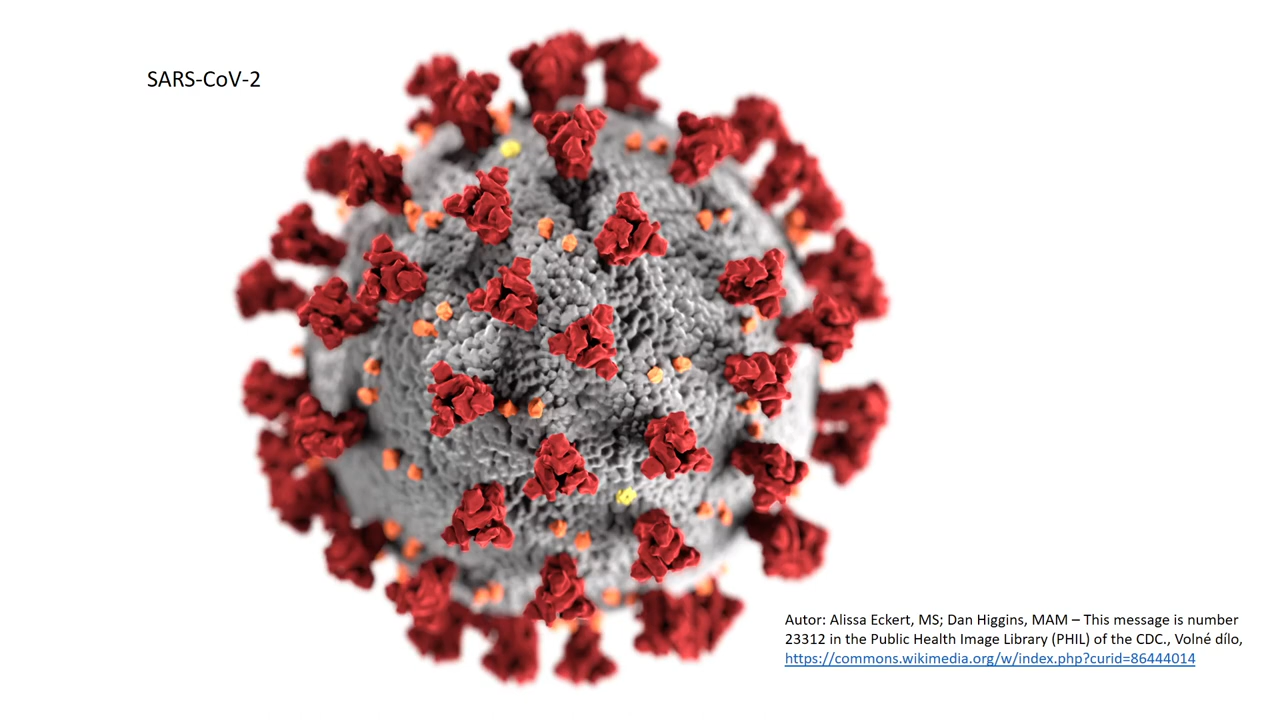 SARS-CoV-2
Autor: Alissa Eckert, MS; Dan Higgins, MAM – This message is number
23312 in the Public Health Image Library (PHIL) of the CDC., Volné dílo,
https://commons.wikimedia.org/w/index.php?curid=86444014